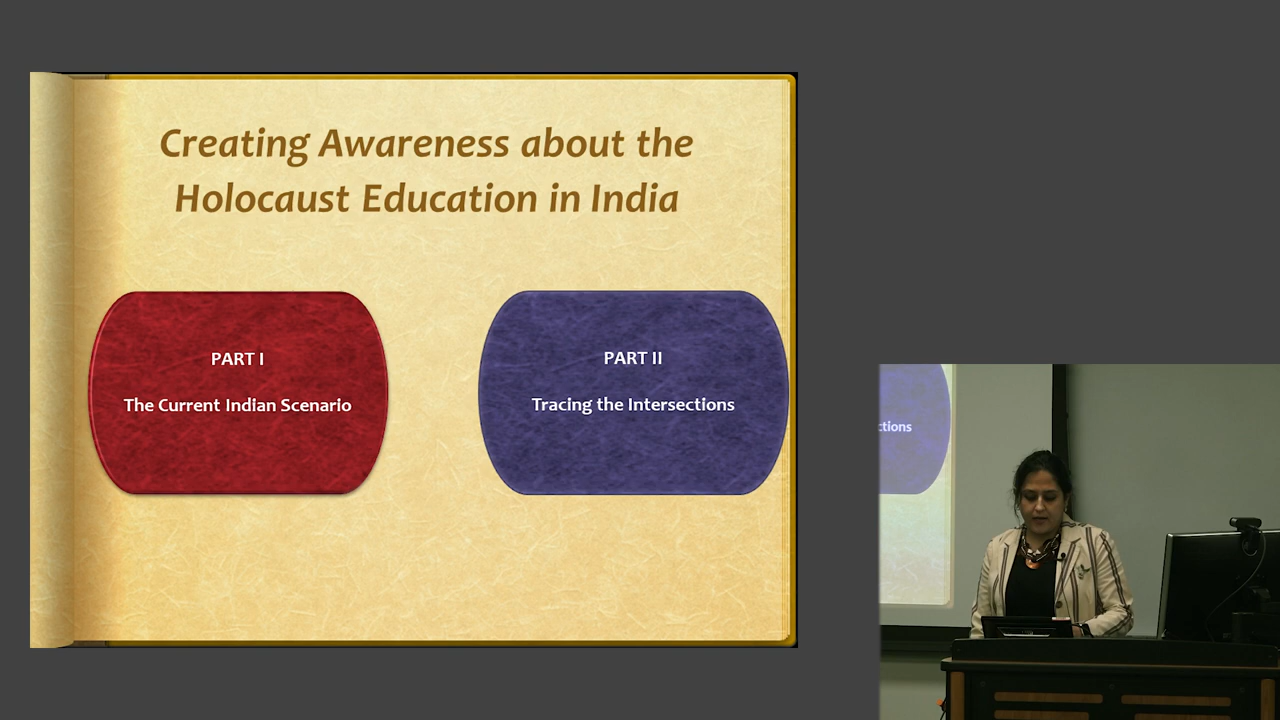 Creating Awareness about the
Holocaust Education in India
PART I
The Current Indian Scenario
PART II
Tracing the Intersections
ctions